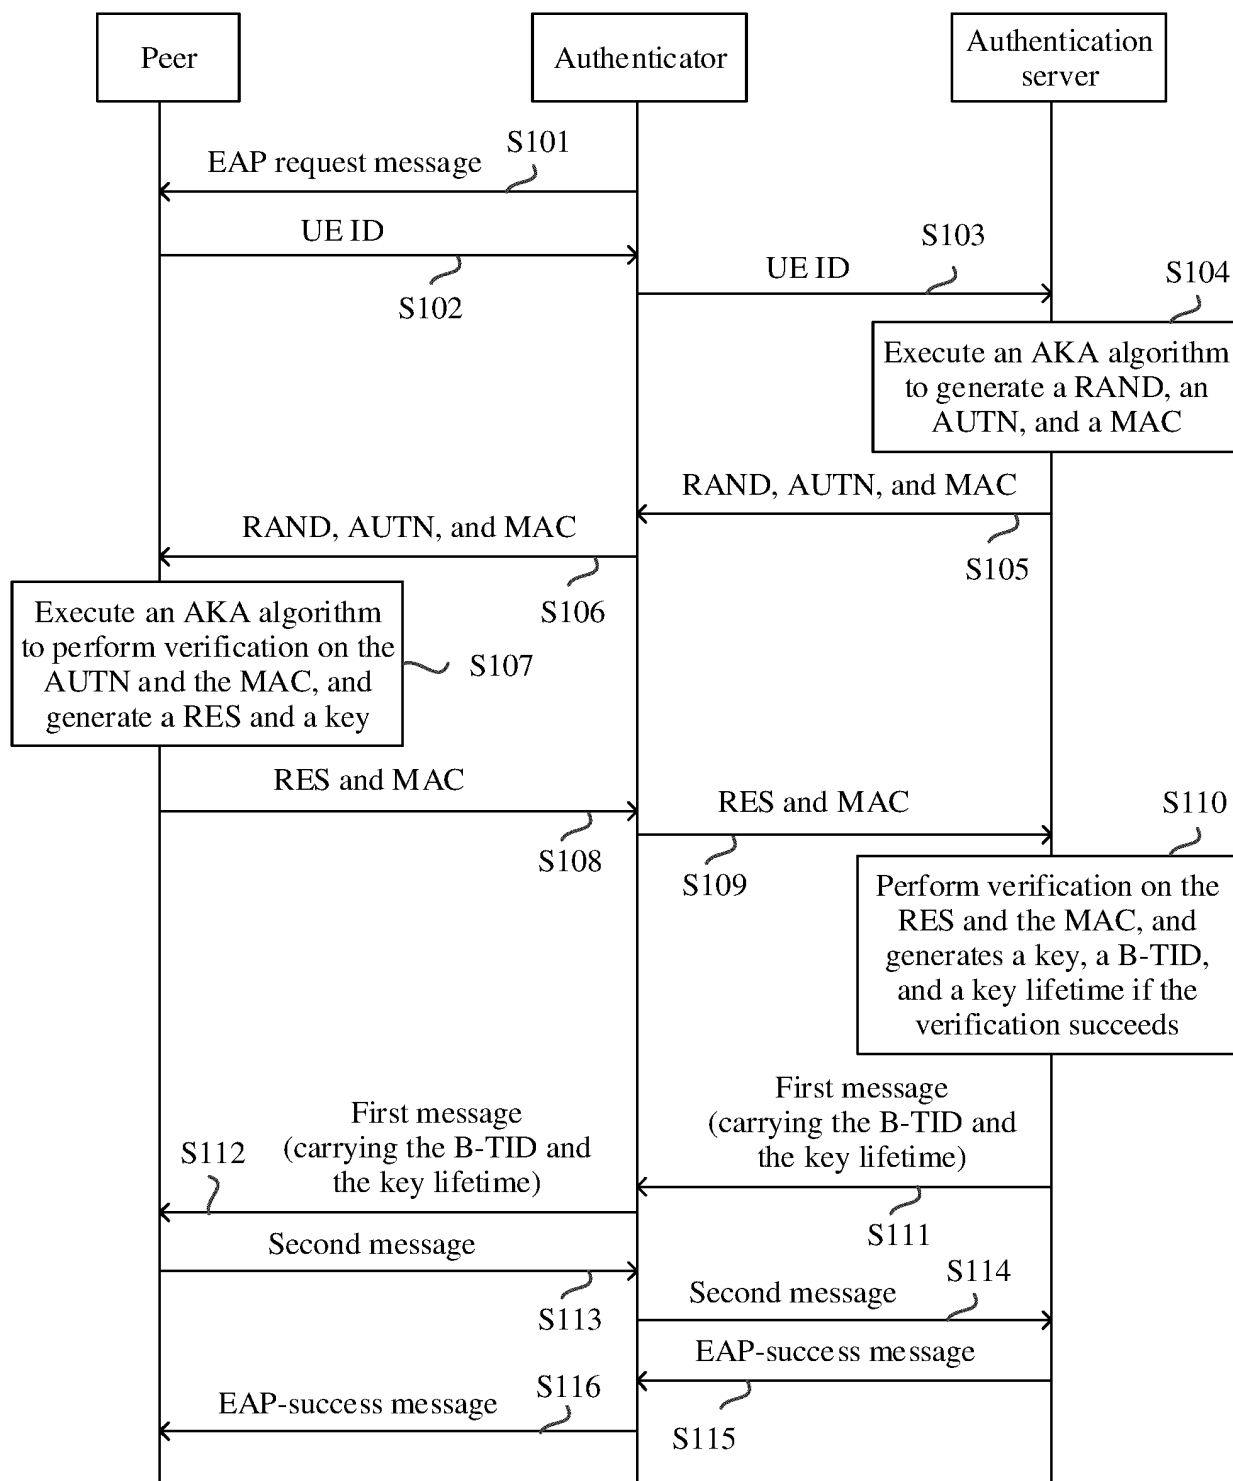 Peer
Authenticator
Authentication
server
S101
EAP request message
UE ID
S102
S103
UE ID
S104
Execute an AKA algorithm
to generate a RAND, an
AUTN, and a MAC
RAND, AUTN, and MAC
S105
RAND, AUTN, and MAC
S106
Execute an AKA algorithm
to perform verification on the
AUTN and the MAC, and
generate a RES and a key
S107
RES and MAC
S108
RES and MAC
S109
S110
Perform verification on the
RES and the MAC, and
generates a key, a B-TID,
and a key lifetime if the
verification succeeds
First message
(carrying the B-TID and
the key lifetime)
S111
First message
(carrying the B-TID and
the key lifetime)
S112
Second message
S113
Second message
S114
EAP-success message
S115
EAP-success message
S116